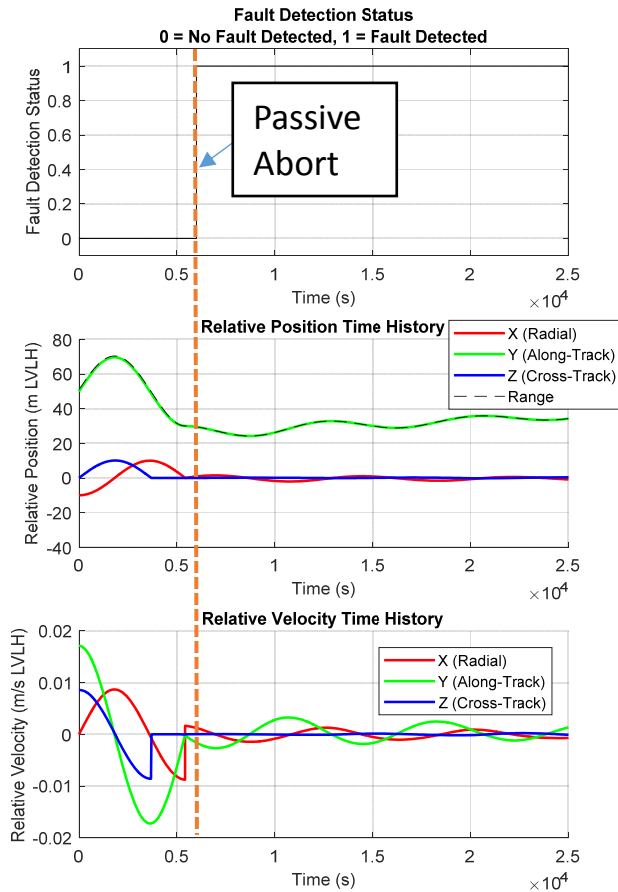 Fault Detection Status
0 = No Fault Detected, 1 = Fault Detected
Fault Detection Status
1
0.8
0.6
0.4
0.2
0
Passive
Abort
0 0.5 1 1.5 2 2.5
Time (s)
×10⁴
Relative Position Time History
Relative Position (m LVLH)
80
60
40
20
0
-20
-40
X (Radial)
Y (Along-Track)
Z (Cross-Track)
Range
0 0.5 1 1.5 2 2.5
Time (s)
×10⁴
Relative Velocity Time History
Relative Velocity (m/s LVLH)
0.02
0.01
0
-0.01
-0.02
X (Radial)
Y (Along-Track)
Z (Cross-Track)
0 0.5 1 1.5 2 2.5
Time (s)
×10⁴